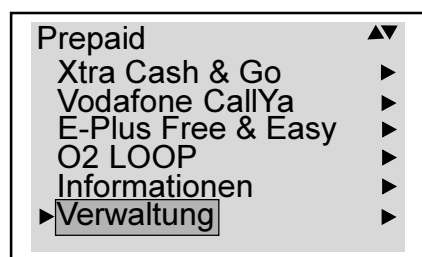 Prepaid
Xtra Cash & Go
Vodafone CallYa
E-Plus Free & Easy
O2 LOOP
Informationen
Verwaltung